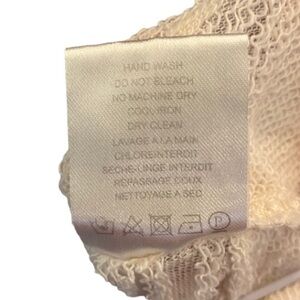 HAND WASH
DO NOT BLEACH
NO MACHINE DRY
COOL IRON
DRY CLEAN
LAVAGE A LA MAIN
CHLORE INTERDIT
SECHE-LINGE INTERDIT
REPASSAGE DOUX
NETTOYAGE A SEC
P